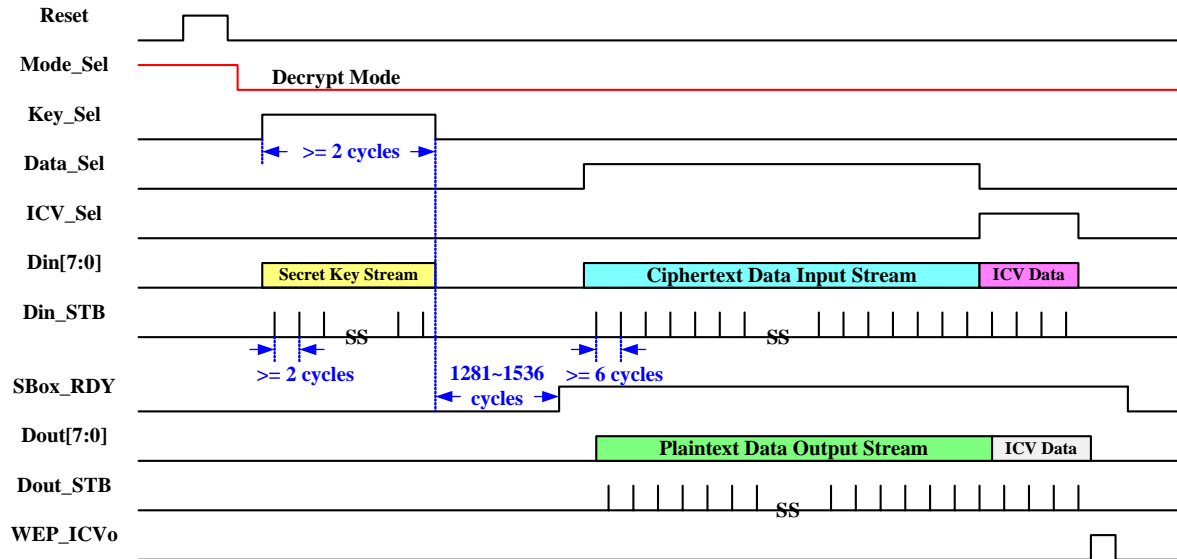 Reset
Mode_Sel
Decrypt Mode
Key_Sel
>= 2 cycles
Data_Sel
ICV_Sel
Din[7:0]
Secret Key Stream
Ciphertext Data Input Stream
ICV Data
Din_STB
SS
SS
>= 2 cycles
1281~1536
cycles
>= 6 cycles
SBox_RDY
Dout[7:0]
Plaintext Data Output Stream
ICV Data
Dout_STB
SS
WEP_ICVo